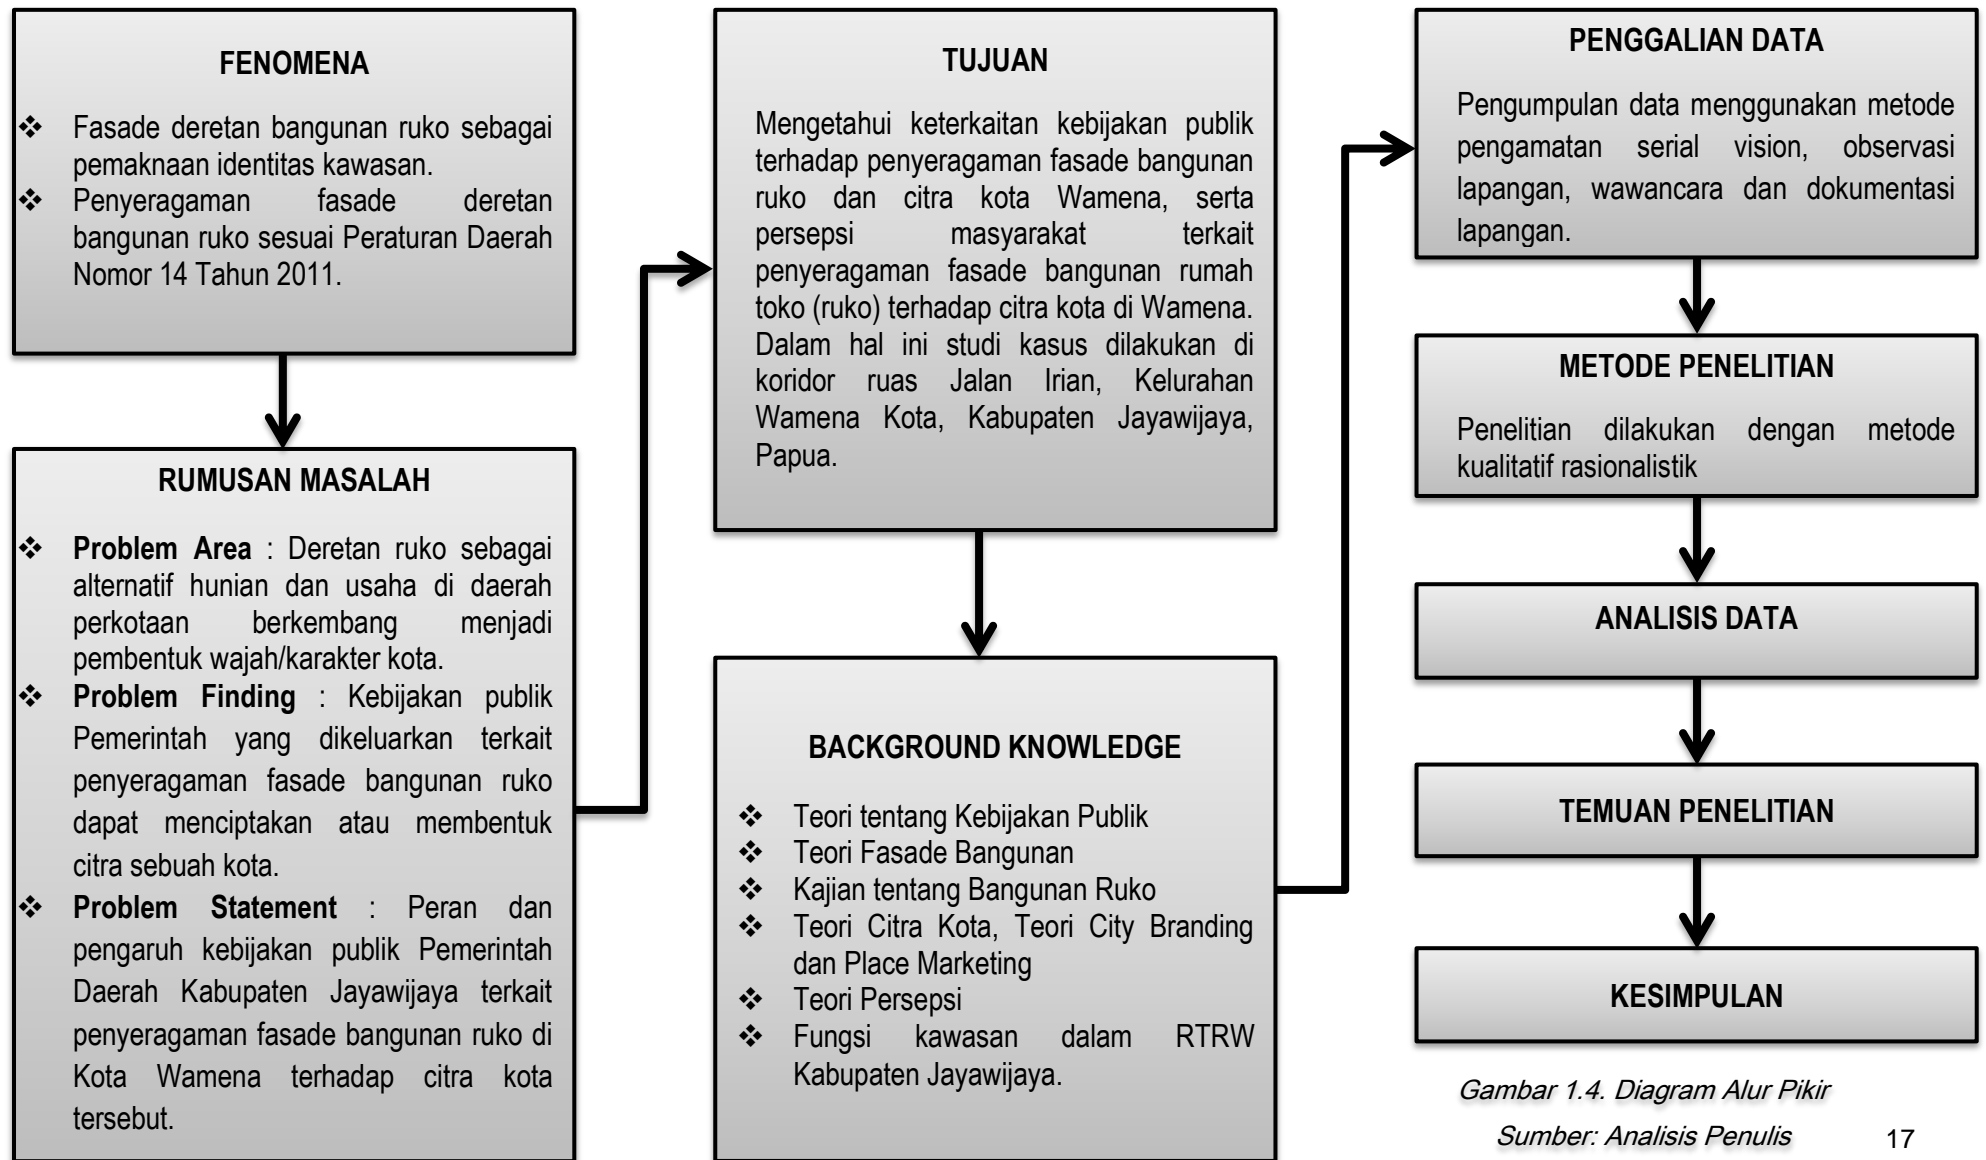 FENOMENA
❖ Fasade deretan bangunan ruko sebagai
pemaknaan identitas kawasan.
❖ Penyeragaman fasade deretan
bangunan ruko sesuai Peraturan Daerah
Nomor 14 Tahun 2011.
RUMUSAN MASALAH
❖ Problem Area : Deretan ruko sebagai
alternatif hunian dan usaha di daerah
perkotaan berkembang menjadi
pembentuk wajah/karakter kota.
❖ Problem Finding : Kebijakan publik
Pemerintah yang dikeluarkan terkait
penyeragaman fasade bangunan ruko
dapat menciptakan atau membentuk
citra sebuah kota.
❖ Problem Statement : Peran dan
pengaruh kebijakan publik Pemerintah
Daerah Kabupaten Jayawijaya terkait
penyeragaman fasade bangunan ruko di
Kota Wamena terhadap citra kota
tersebut.
TUJUAN
Mengetahui keterkaitan kebijakan publik
terhadap penyeragaman fasade bangunan
ruko dan citra kota Wamena, serta
persepsi masyarakat terkait
penyeragaman fasade bangunan rumah
toko (ruko) terhadap citra kota di Wamena.
Dalam hal ini studi kasus dilakukan di
koridor ruas Jalan Irian, Kelurahan
Wamena Kota, Kabupaten Jayawijaya,
Papua.
BACKGROUND KNOWLEDGE
❖ Teori tentang Kebijakan Publik
❖ Teori Fasade Bangunan
❖ Kajian tentang Bangunan Ruko
❖ Teori Citra Kota, Teori City Branding
dan Place Marketing
❖ Teori Persepsi
❖ Fungsi kawasan dalam RTRW
Kabupaten Jayawijaya.
PENGGALIAN DATA
Pengumpulan data menggunakan metode
pengamatan serial vision, observasi
lapangan, wawancara dan dokumentasi
lapangan.
METODE PENELITIAN
Penelitian dilakukan dengan metode
kualitatif rasionalistik
ANALISIS DATA
TEMUAN PENELITIAN
KESIMPULAN
Gambar 1.4. Diagram Alur Pikir
Sumber: Analisis Penulis
17